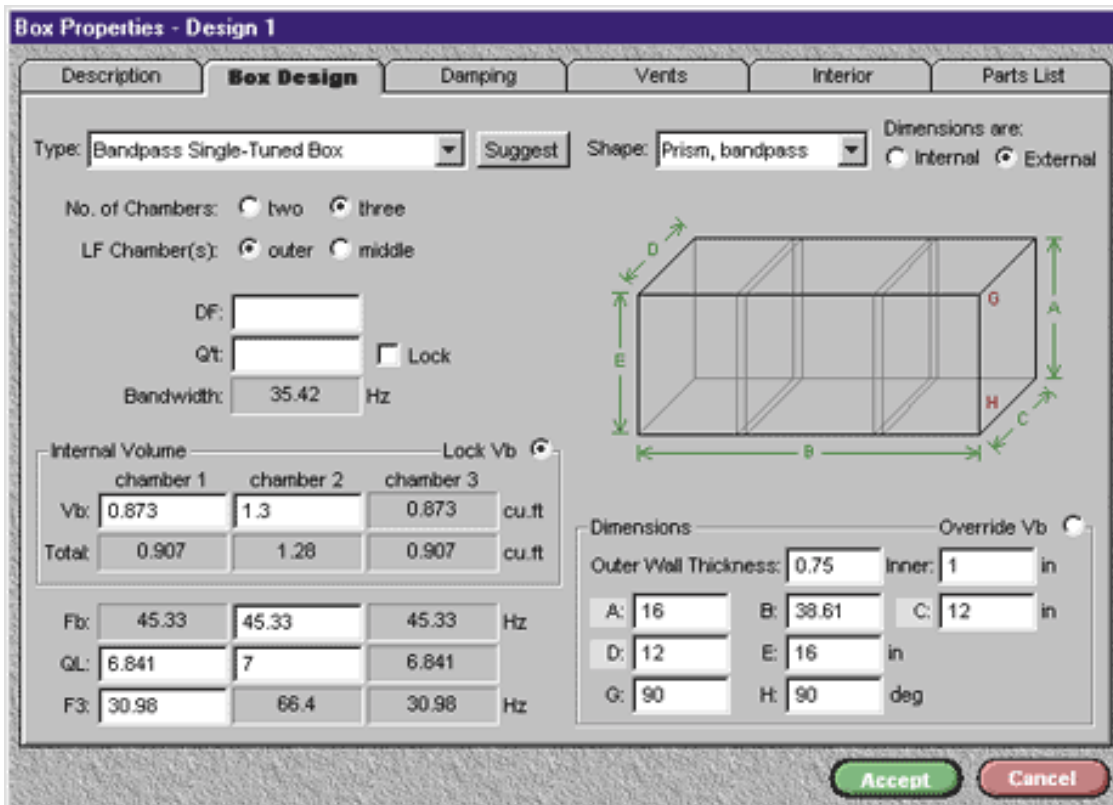 Box Properties - Design 1
Description Box Design Damping Vents Interior Parts List
Type: Bandpass Single-Tuned Box Suggest Shape: Prism, bandpass Dimensions are:
Internal External
No. of Chambers: two three
LF Chamber(s): outer middle
DF:
Q't: Lock
Bandwidth: 35.42 Hz
D
G
A
E
H
C
B
Internal Volume Lock Vb
chamber 1 chamber 2 chamber 3
Vb: 0.873 1.3 0.873 cu.ft
Total: 0.907 1.28 0.907 cu.ft
Fb: 45.33 45.33 45.33 Hz
QL: 6.841 7 6.841
F3: 30.98 66.4 30.98 Hz
Dimensions Override Vb
Outer Wall Thickness: 0.75 Inner: 1 in
A: 16 B: 38.61 C: 12 in
D: 12 E: 16 in
G: 90 H: 90 deg
Accept Cancel